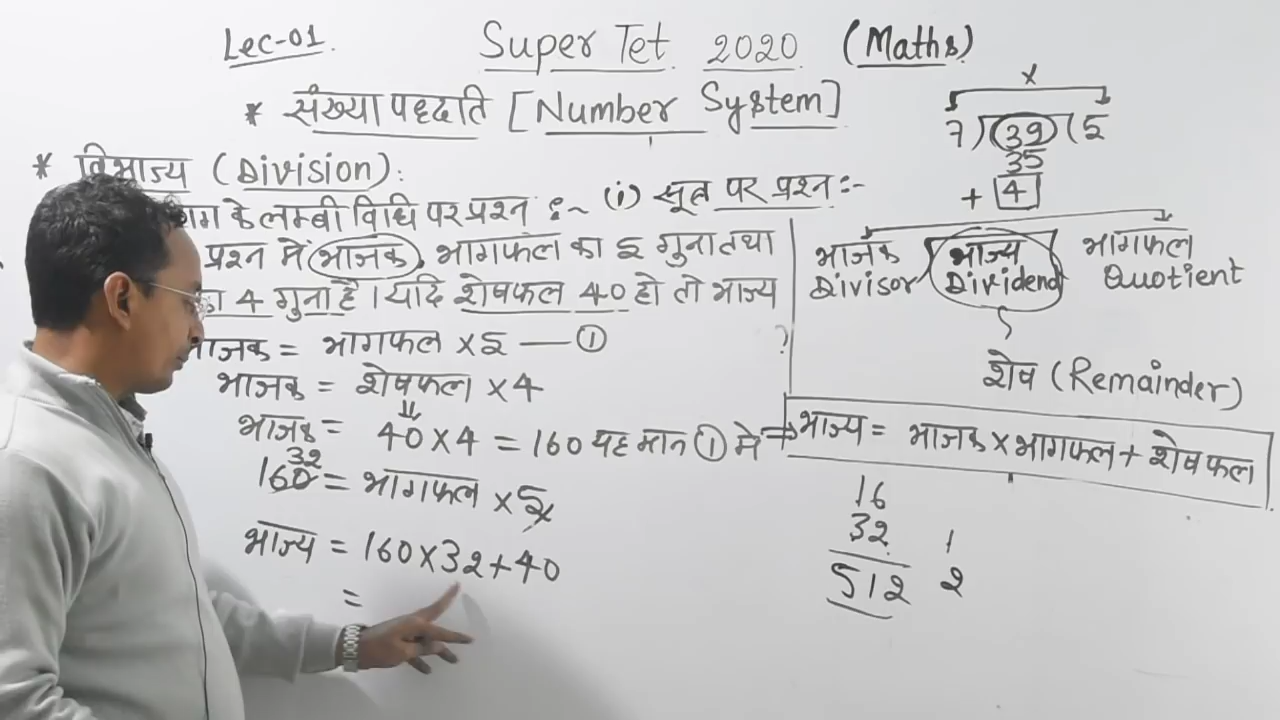 Lec-01.
Super Tet 2020 (Maths)
* संख्या पद्धति [Number System]
* विभाज्य (Division):
भाग के लम्बी विधि पर प्रश्न :~ (i) सूत्र पर प्रश्न :-
प्रश्न में भाजक, भागफल का 5 गुना तथा
का 4 गुना है। यदि शेषफल 40 हो तो भाज्य
?
भाजक = भागफल × 5 — ①
भाजक = शेषफल × 4
भाजक = 40 × 4 = 160 यह मान ① में ⇒
32
160 = भागफल × 5
भाज्य = 160 × 32 + 40
=
×
7 ) 39 ( 5
35
+ 4
भाजक भाज्य भागफल
Divisor Dividend Quotient
शेष (Remainder)
भाज्य = भाजक × भागफल + शेषफल
16
32 1
512 2